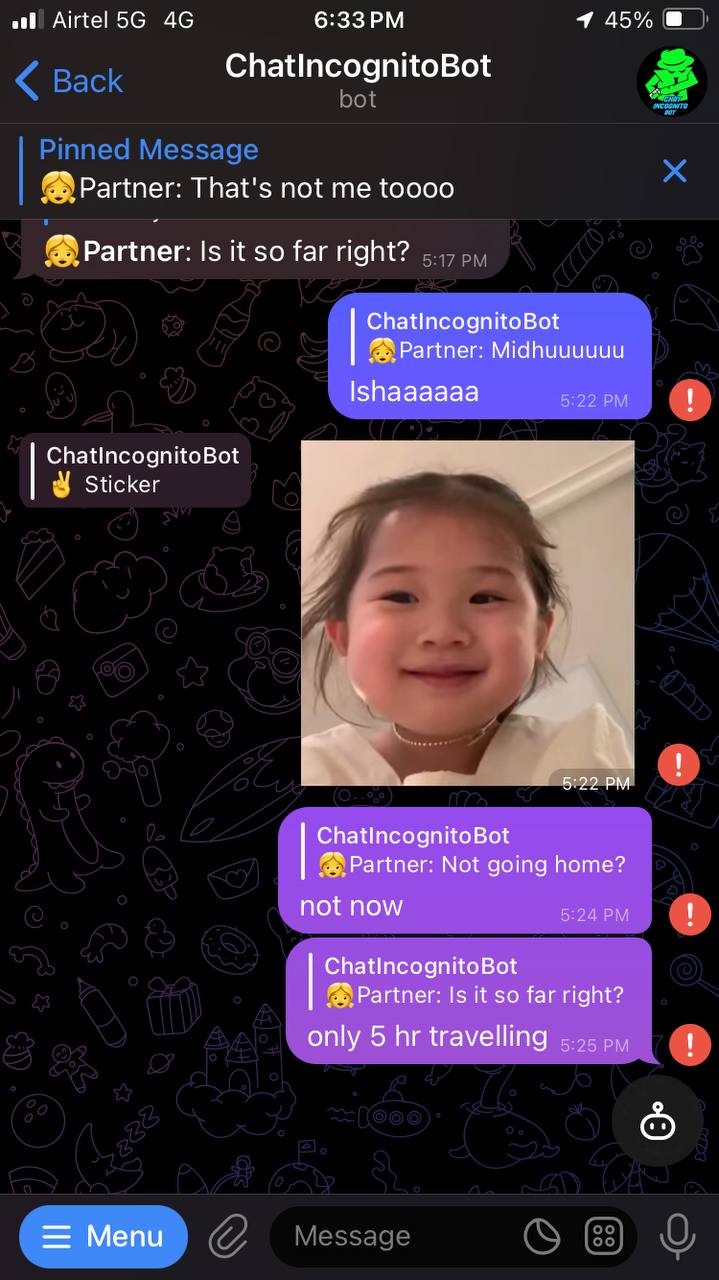 Airtel 5G 4G 6:33 PM 45%
Back
ChatIncognitoBot
bot
CHAT
INCOGNITO
BOT
Pinned Message
👧Partner: That's not me toooo
👧Partner: Is it so far right? 5:17 PM
ChatIncognitoBot
👧Partner: Midhuuuuuu
Ishaaaaaa 5:22 PM
!
ChatIncognitoBot
✌️ Sticker
5:22 PM
!
ChatIncognitoBot
👧Partner: Not going home?
not now 5:24 PM
!
ChatIncognitoBot
👧Partner: Is it so far right?
only 5 hr travelling 5:25 PM
!
Menu
Message